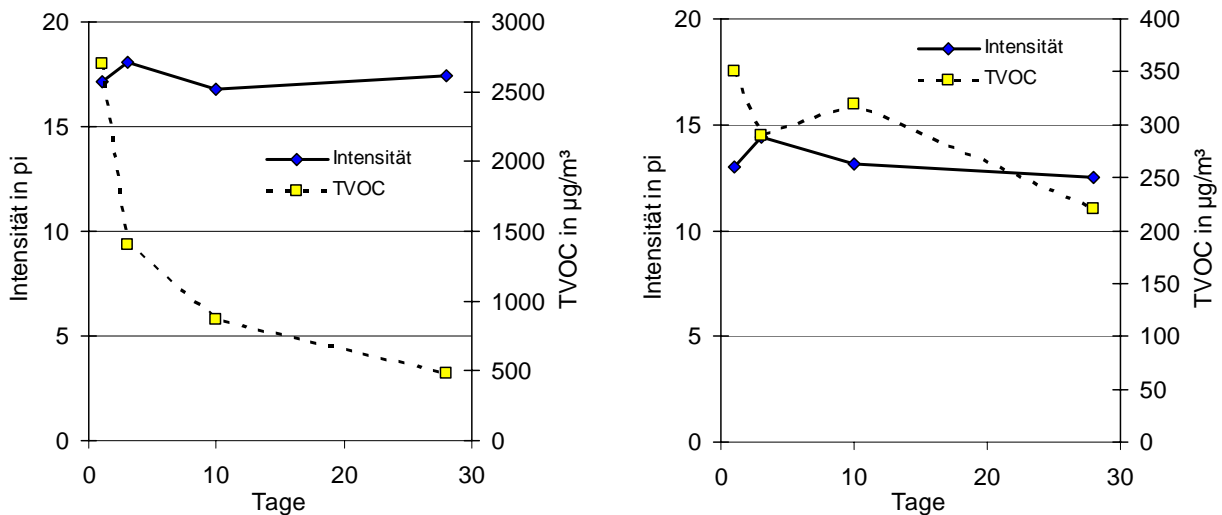 Intensität in pi
20
15
10
5
0
3000
2500
2000
1500
1000
500
0
TVOC in µg/m³
Intensität
TVOC
0 10 20 30
Tage
Intensität in pi
20
15
10
5
0
400
350
300
250
200
150
100
50
0
TVOC in µg/m³
Intensität
TVOC
0 10 20 30
Tage